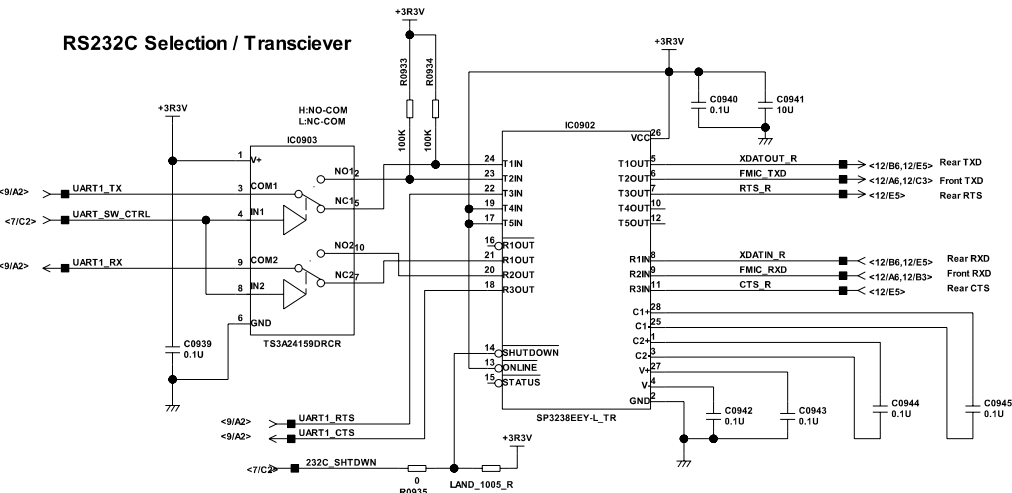 RS232C Selection / Transciever
+3R3V
R0933
100K
R0934
100K
+3R3V
C0940
0.1U
C0941
10U
+3R3V
H:NO-COM
L:NC-COM
IC0903
1 V+
3 COM1
4 IN1
9 COM2
8 IN2
6 GND
NO1 2
NC1 5
NO2 10
NC2 7
TS3A24159DRCR
<9/A2> UART1_TX
<7/C2> UART_SW_CTRL
<9/A2> UART1_RX
C0939
0.1U
IC0902
24 T1IN
23 T2IN
22 T3IN
19 T4IN
17 T5IN
16 R1OUT
21 R1OUT
20 R2OUT
18 R3OUT
14 SHUTDOWN
13 ONLINE
15 STATUS
VCC 26
T1OUT 5
T2OUT 6
T3OUT 7
T4OUT 10
T5OUT 12
R1IN 8
R2IN 9
R3IN 11
C1+ 28
C1- 25
C2+ 1
C2- 3
V+ 27
V- 4
GND 2
SP3238EEY-L_TR
XDATOUT_R <12/B6,12/E5> Rear TXD
FMIC_TXD <12/A6,12/C3> Front TXD
RTS_R <12/E5> Rear RTS
XDATIN_R <12/B6,12/E5> Rear RXD
FMIC_RXD <12/A6,12/B3> Front RXD
CTS_R <12/E5> Rear CTS
C0942
0.1U
C0943
0.1U
C0944
0.1U
C0945
0.1U
<9/A2> UART1_RTS
<9/A2> UART1_CTS
<7/C2> 232C_SHTDWN
0
R0935
+3R3V
LAND_1005_R